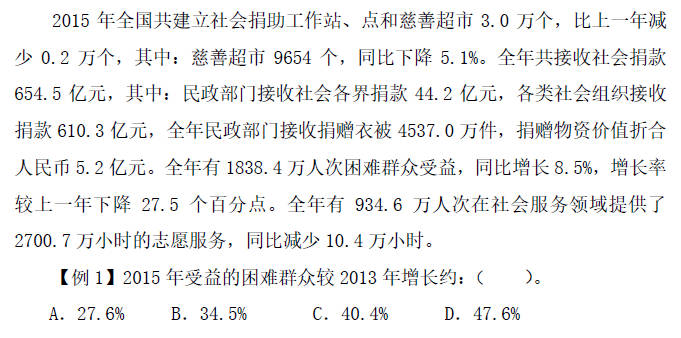 2015 年全国共建立社会捐助工作站、点和慈善超市 3.0 万个，比上一年减
少 0.2 万个，其中：慈善超市 9654 个，同比下降 5.1%。全年共接收社会捐款
654.5 亿元，其中：民政部门接收社会各界捐款 44.2 亿元，各类社会组织接收
捐款 610.3 亿元，全年民政部门接收捐赠衣被 4537.0 万件，捐赠物资价值折合
人民币 5.2 亿元。全年有 1838.4 万人次困难群众受益，同比增长 8.5%，增长率
较上一年下降 27.5 个百分点。全年有 934.6 万人次在社会服务领域提供了
2700.7 万小时的志愿服务，同比减少 10.4 万小时。
【例 1】2015 年受益的困难群众较 2013 年增长约：（ ）。
A．27.6% B．34.5% C．40.4% D．47.6%